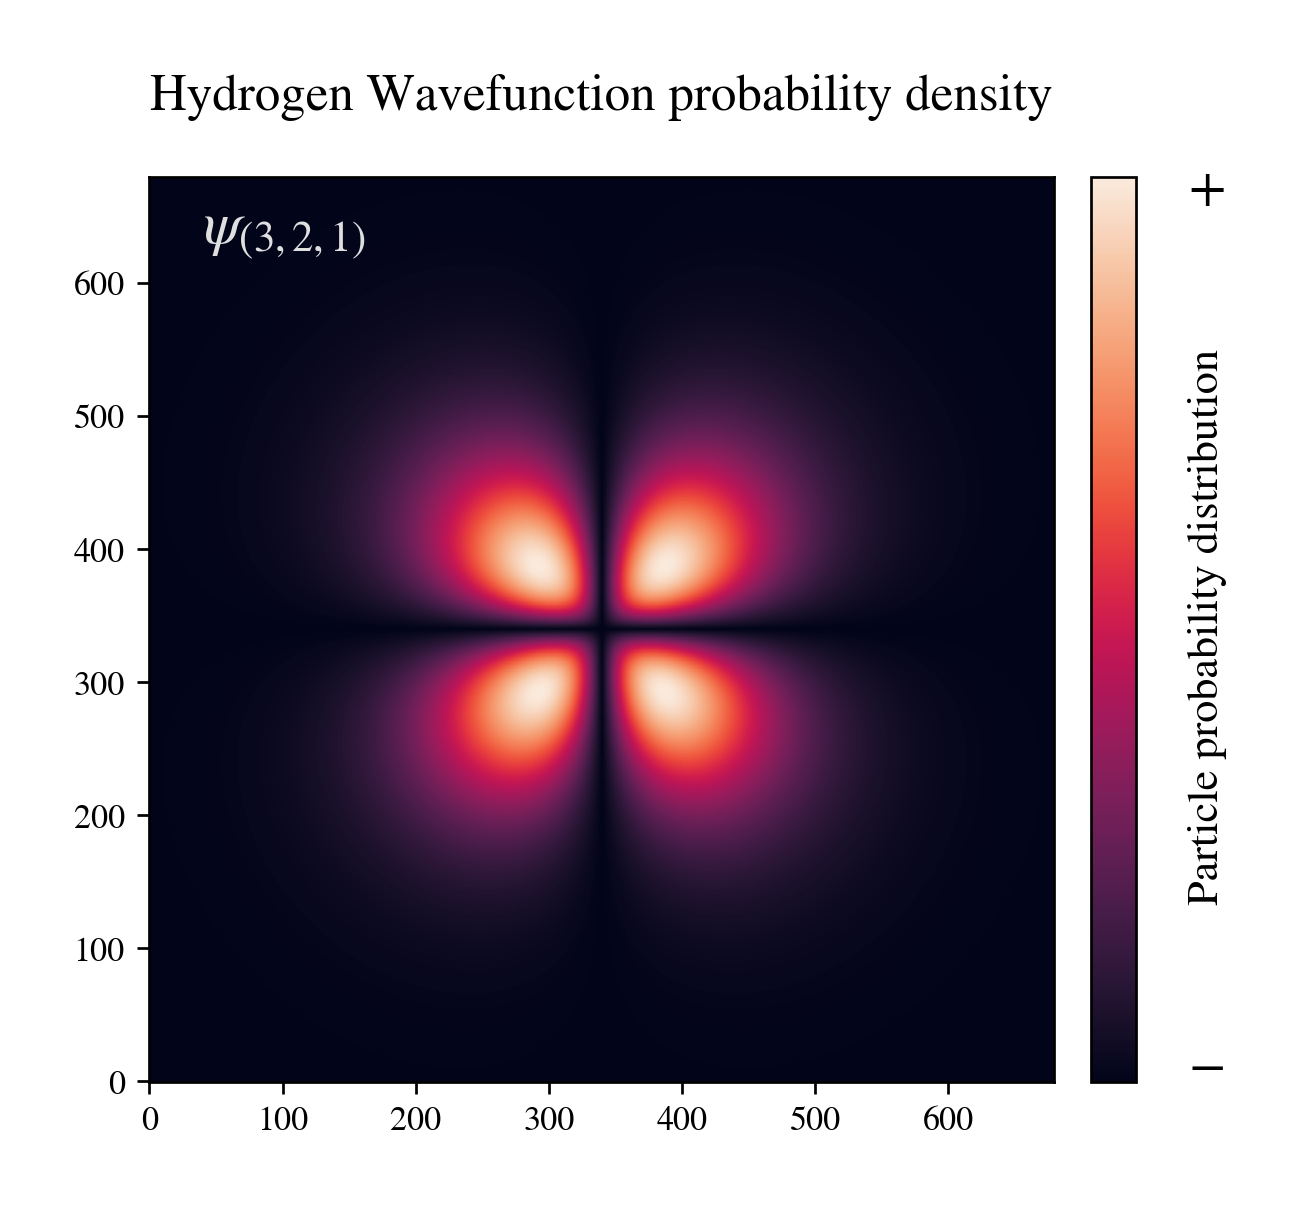 Hydrogen Wavefunction probability density
ψ(3, 2, 1)
+
600
500
400
300
200
100
0
0 100 200 300 400 500 600
Particle probability distribution
−